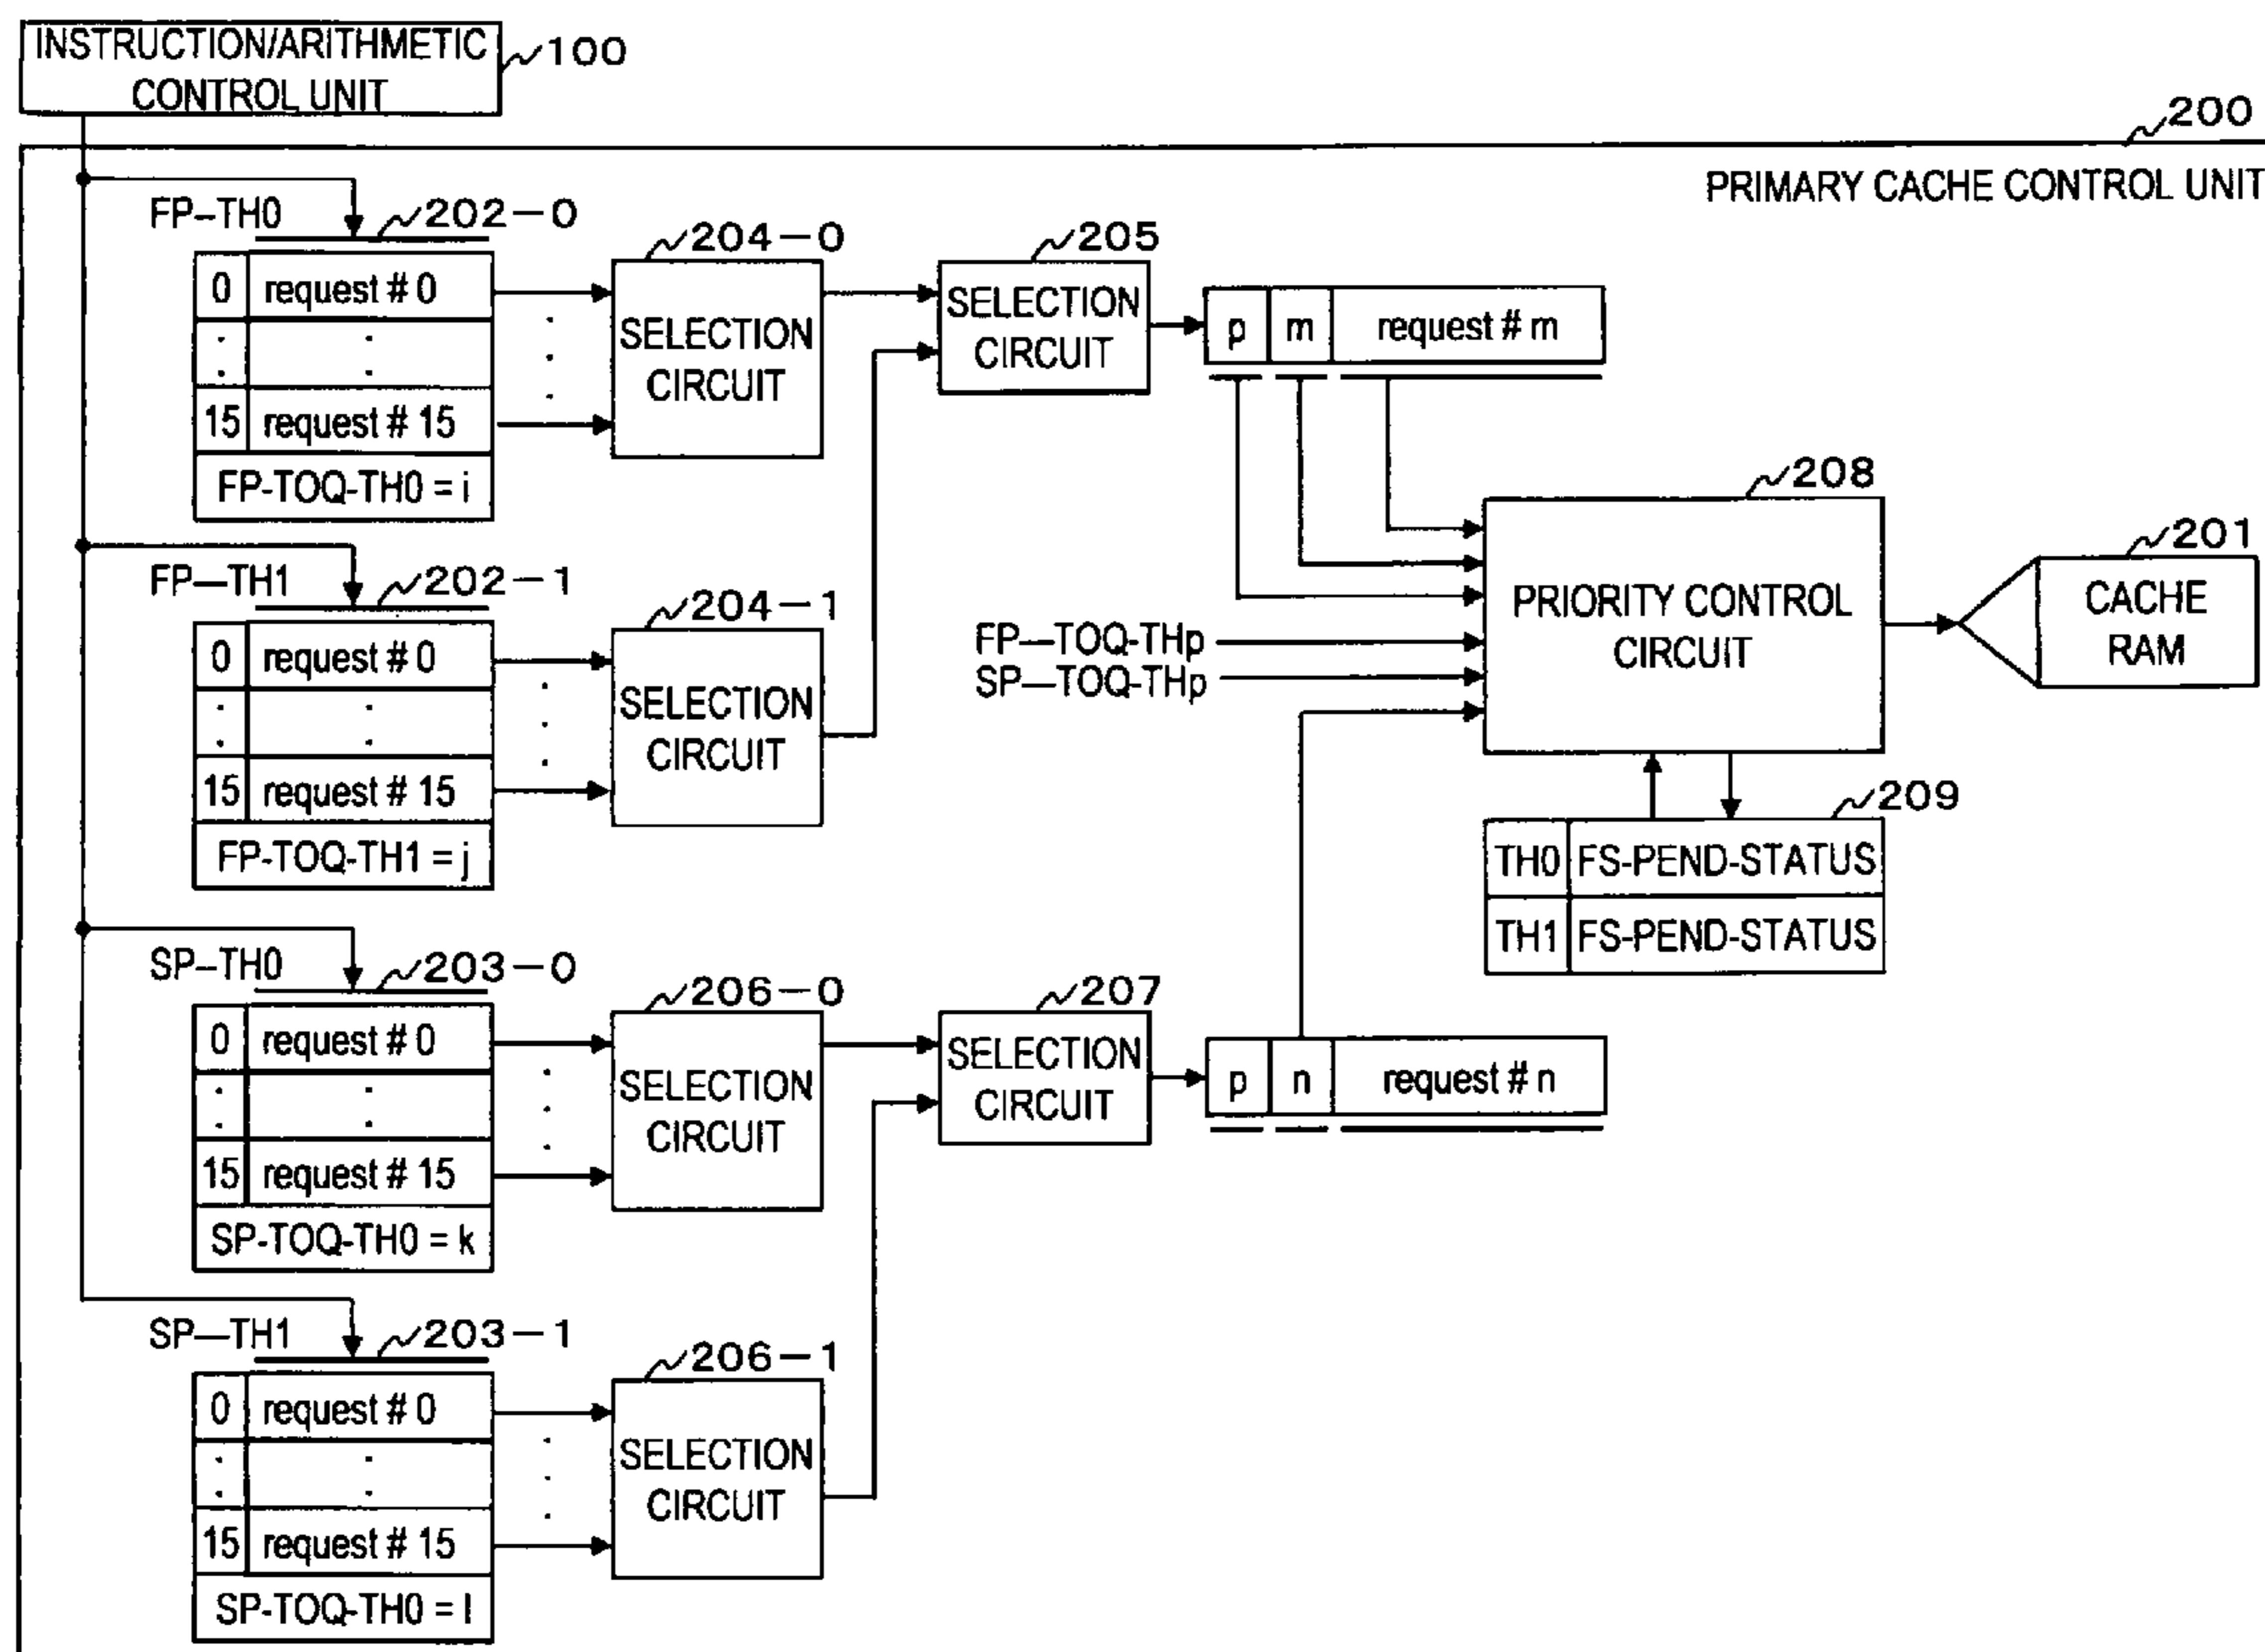 INSTRUCTION/ARITHMETIC
CONTROL UNIT
100
200
PRIMARY CACHE CONTROL UNIT
FP–TH0
202–0
0 request # 0
: :
15 request # 15
FP-TOQ-TH0 = i
204–0
SELECTION
CIRCUIT
205
SELECTION
CIRCUIT
p m request # m
FP—TH1
202–1
0 request # 0
: :
15 request # 15
FP-TOQ-TH1 = j
204–1
SELECTION
CIRCUIT
FP—TOQ-THp
SP—TOQ-THp
208
PRIORITY CONTROL
CIRCUIT
201
CACHE
RAM
209
TH0 FS-PEND-STATUS
TH1 FS-PEND-STATUS
SP–TH0
203–0
0 request # 0
: :
15 request # 15
SP-TOQ-TH0 = k
206–0
SELECTION
CIRCUIT
207
SELECTION
CIRCUIT
p n request # n
SP—TH1
203–1
0 request # 0
: :
15 request # 15
SP-TOQ-TH0 = l
206–1
SELECTION
CIRCUIT